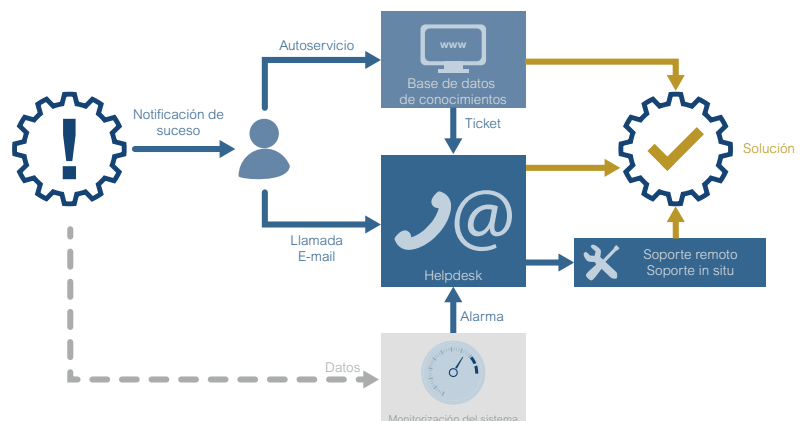 Autoservicio
www
Base de datos
de conocimientos
Notificación de
suceso
Ticket
Solución
@
Llamada
E-mail
Helpdesk
Soporte remoto
Soporte in situ
Alarma
Datos
Monitorización del sistema